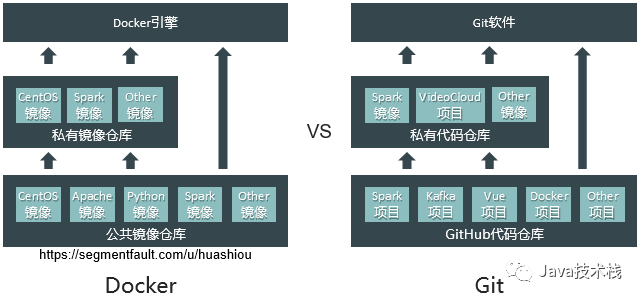 Docker引擎
CentOS
镜像
Spark
镜像
Other
镜像
私有镜像仓库
CentOS
镜像
Apache
镜像
Python
镜像
Spark
镜像
Other
镜像
公共镜像仓库
https://segmentfault.com/u/huashiou
Docker
VS
Git软件
Spark
镜像
VideoCloud
项目
Other
镜像
私有代码仓库
Spark
项目
Kafka
项目
Vue
项目
Docker
项目
Other
项目
GitHub代码仓库
Git
Java技术栈